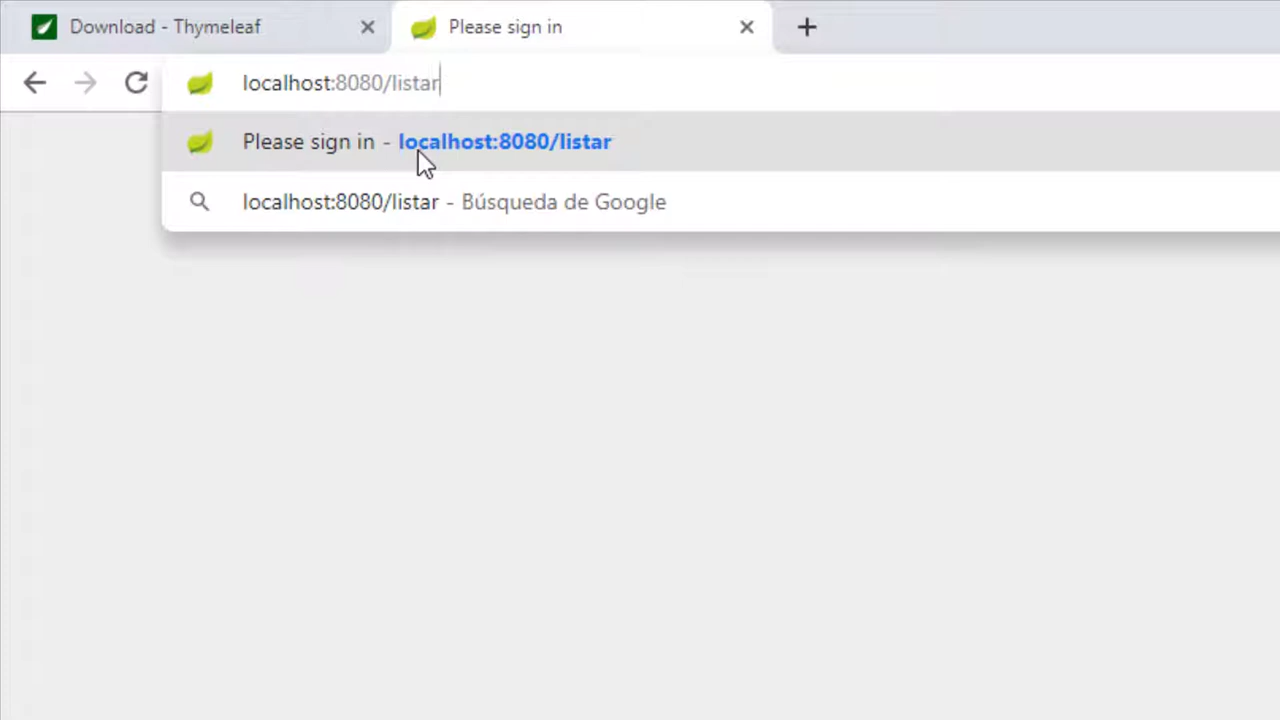 Download - Thymeleaf
Please sign in
localhost:8080/listar
Please sign in - localhost:8080/listar
localhost:8080/listar - Búsqueda de Google